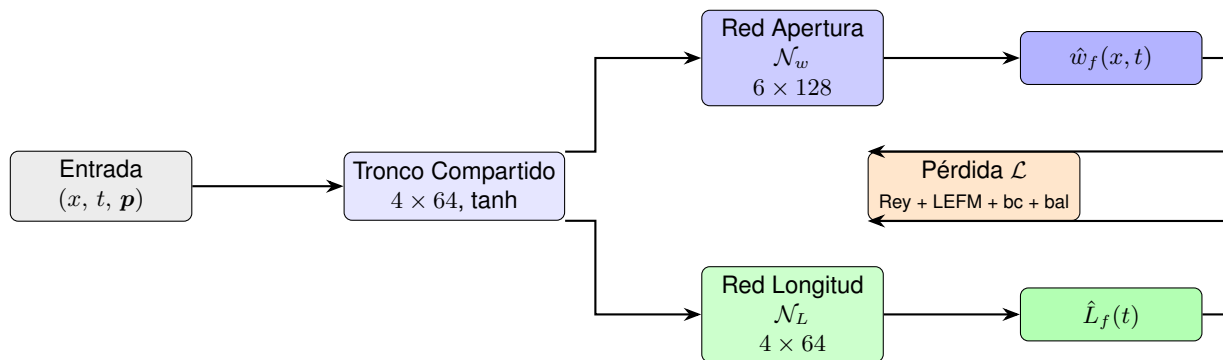 Entrada
(x, t, p)
Tronco Compartido
4 × 64, tanh
Red Apertura
𝒩_w
6 × 128
ŵ_f(x, t)
Pérdida ℒ
Rey + LEFM + bc + bal
Red Longitud
𝒩_L
4 × 64
L̂_f(t)